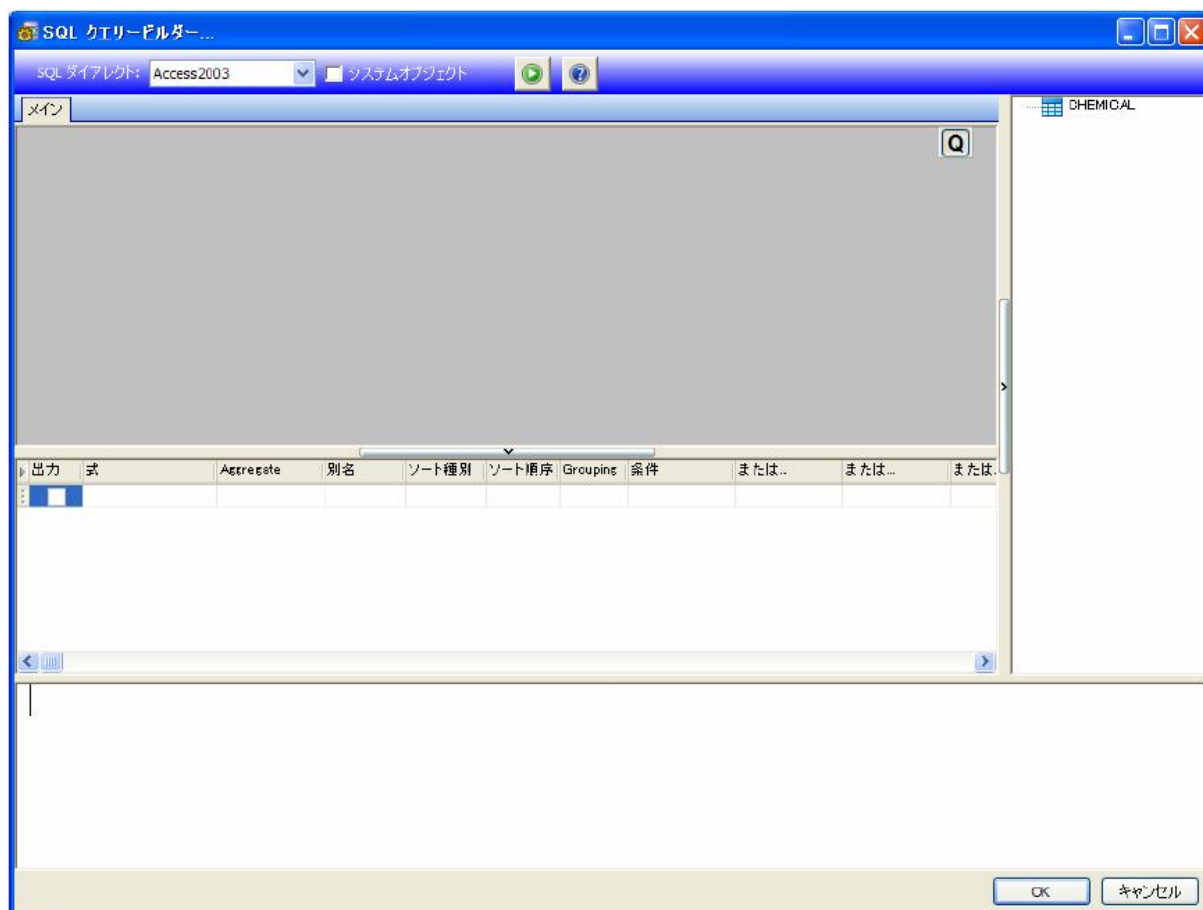 SQL クエリービルダー...
SQL ダイアレクト: Access2003 システムオブジェクト
メイン
CHEMICAL
Q
出力 式 Aggregate 別名 ソート種別 ソート順序 Grouping 条件 または... または... または.
OK キャンセル